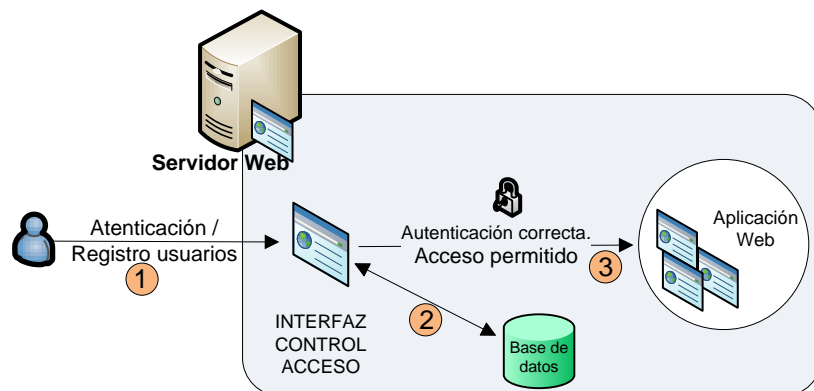 Servidor Web
Atenticación /
Registro usuarios
1
INTERFAZ
CONTROL
ACCESO
2
Base de
datos
Autenticación correcta.
Acceso permitido
3
Aplicación
Web